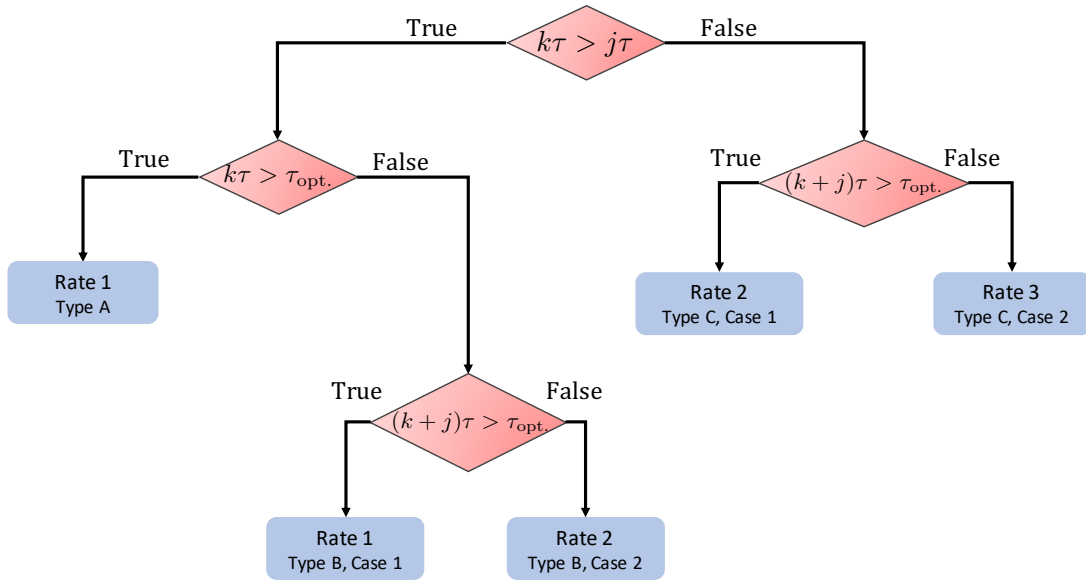 True
kτ > jτ
False
True
kτ > τopt.
False
True
(k + j)τ > τopt.
False
Rate 1
Type A
Rate 2
Type C, Case 1
Rate 3
Type C, Case 2
True
(k + j)τ > τopt.
False
Rate 1
Type B, Case 1
Rate 2
Type B, Case 2